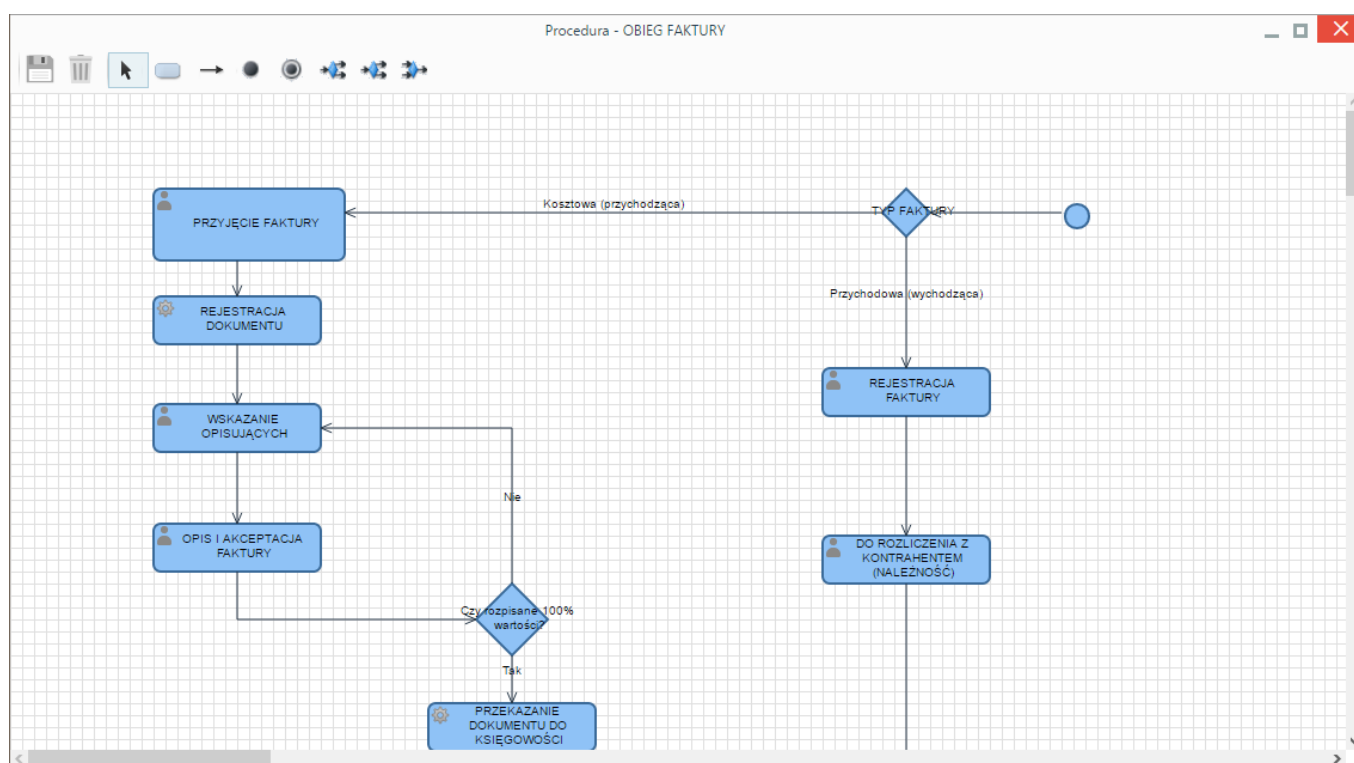 Procedura - OBIEG FAKTURY
Kosztowa (przychodząca)
TYP FAKTURY
PRZYJĘCIE FAKTURY
Przychodowa (wychodząca)
REJESTRACJA
DOKUMENTU
REJESTRACJA
FAKTURY
WSKAZANIE
OPISUJĄCYCH
Nie
OPIS I AKCEPTACJA
FAKTURY
DO ROZLICZENIA Z
KONTRAHENTEM
(NALEŻNOŚĆ)
Czy rozpisane 100%
wartości?
Tak
PRZEKAZANIE
DOKUMENTU DO
KSIĘGOWOŚCI